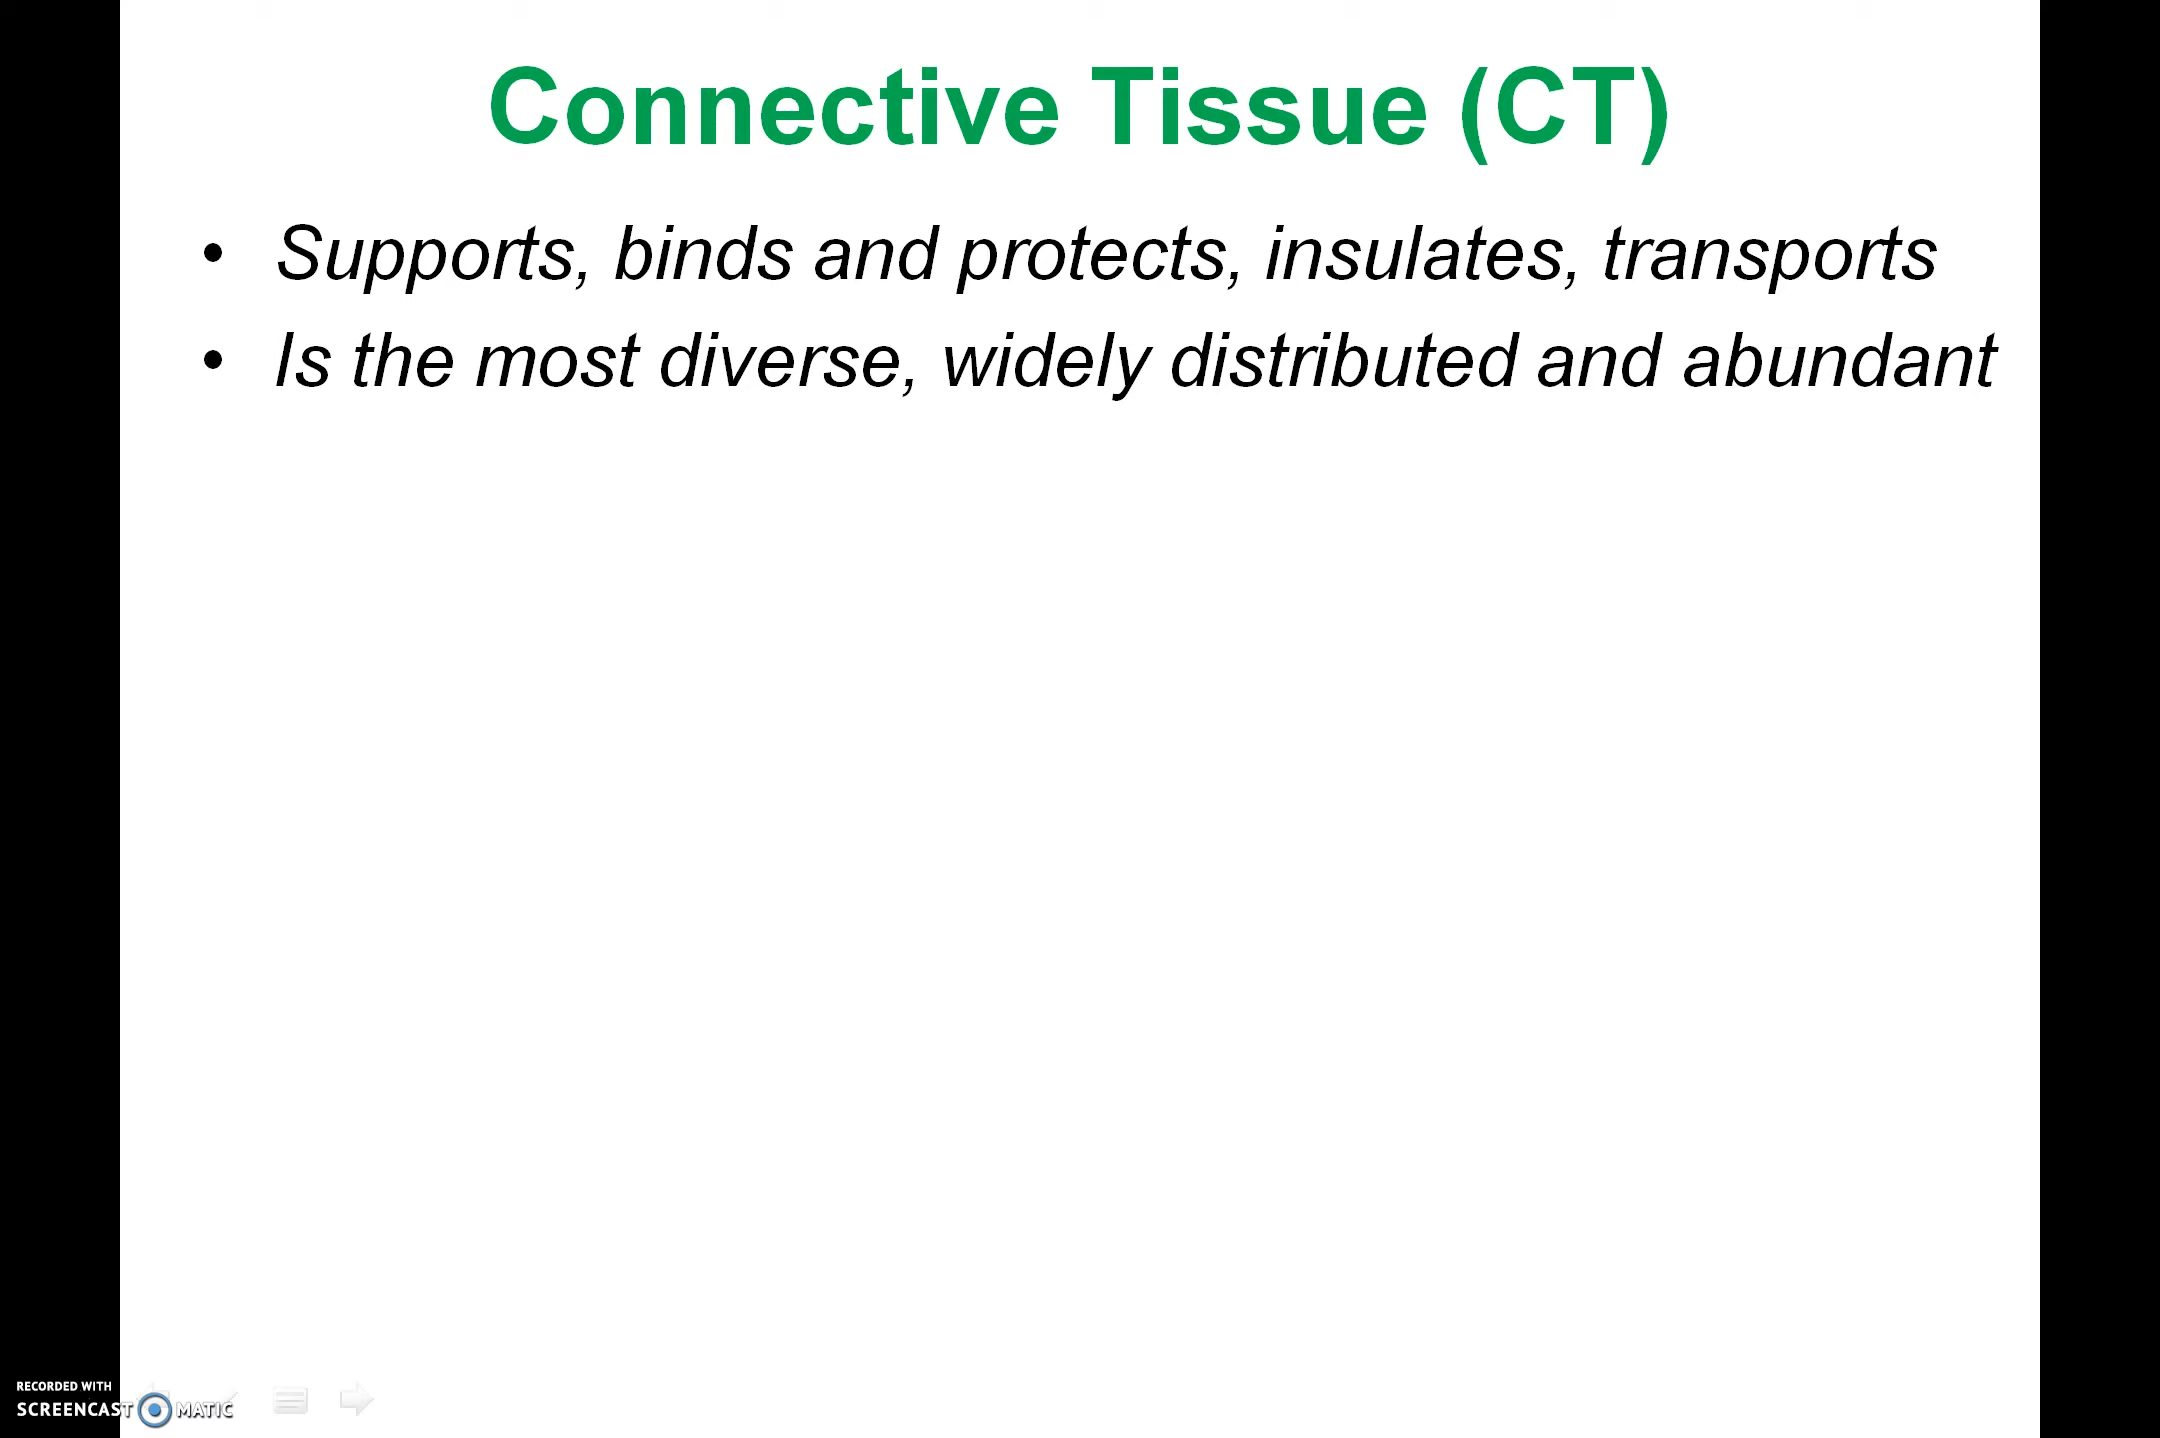 Connective Tissue (CT)
• Supports, binds and protects, insulates, transports
• Is the most diverse, widely distributed and abundant
RECORDED WITH
SCREENCAST MATIC